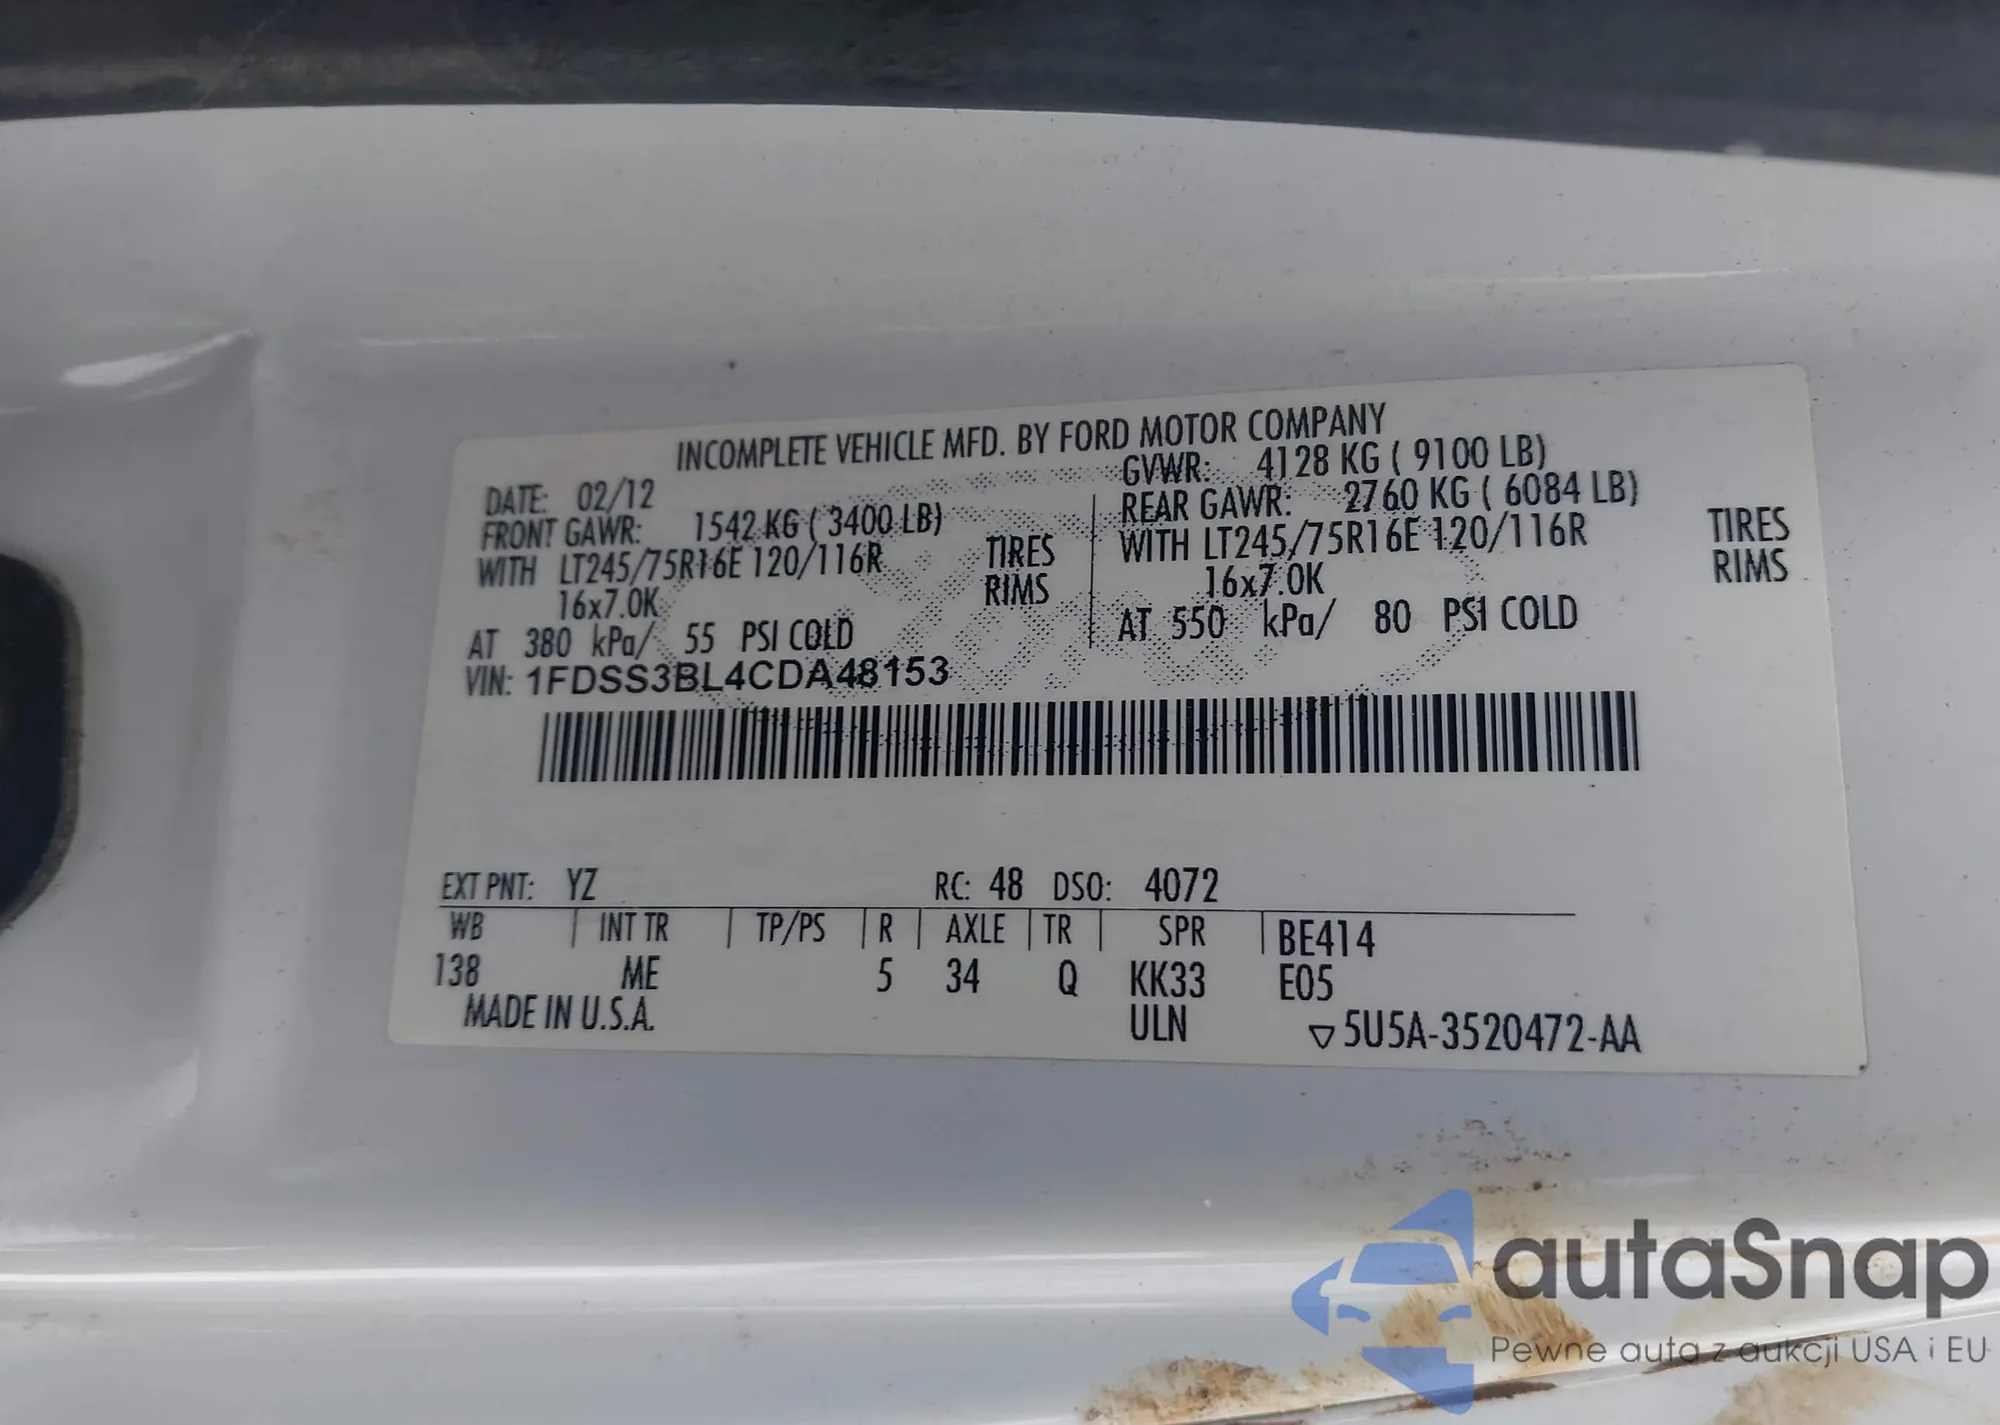 INCOMPLETE VEHICLE MFD. BY FORD MOTOR COMPANY
DATE: 02/12
GVWR: 4128 KG ( 9100 LB)
FRONT GAWR: 1542 KG ( 3400 LB)
REAR GAWR: 2760 KG ( 6084 LB)
WITH LT245/75R16E 120/116R TIRES
WITH LT245/75R16E 120/116R TIRES
16x7.0K RIMS
16x7.0K RIMS
AT 380 kPa/ 55 PSI COLD
AT 550 kPa/ 80 PSI COLD
VIN: 1FDSS3BL4CDA48153
EXT PNT: YZ RC: 48 DSO: 4072
WB | INT TR | TP/PS | R | AXLE | TR | SPR | BE414
138 ME 5 34 Q KK33 E05
MADE IN U.S.A. ULN ▽5U5A-3520472-AA
autaSnap
Pewne auta z aukcji USA i EU